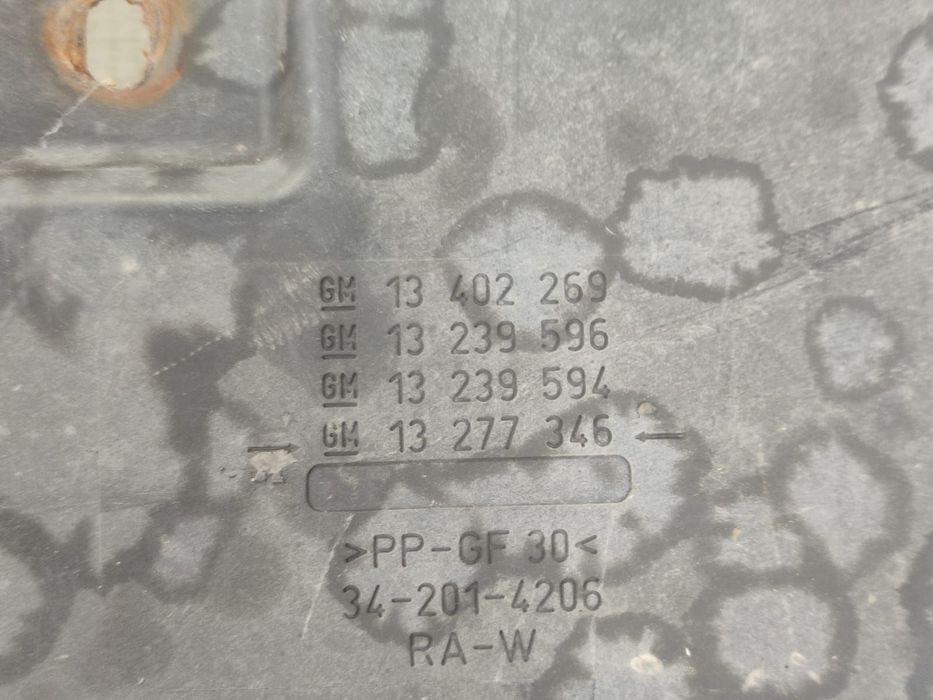 GM 13 402 269
GM 13 239 596
GM 13 239 594
GM 13 277 346
>PP-GF 30<
34-201-4206
RA-W